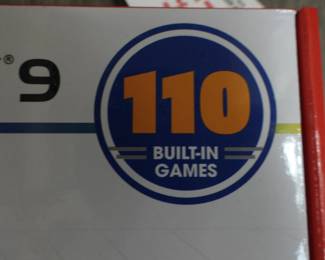 ® 9
110
BUILT-IN
GAMES